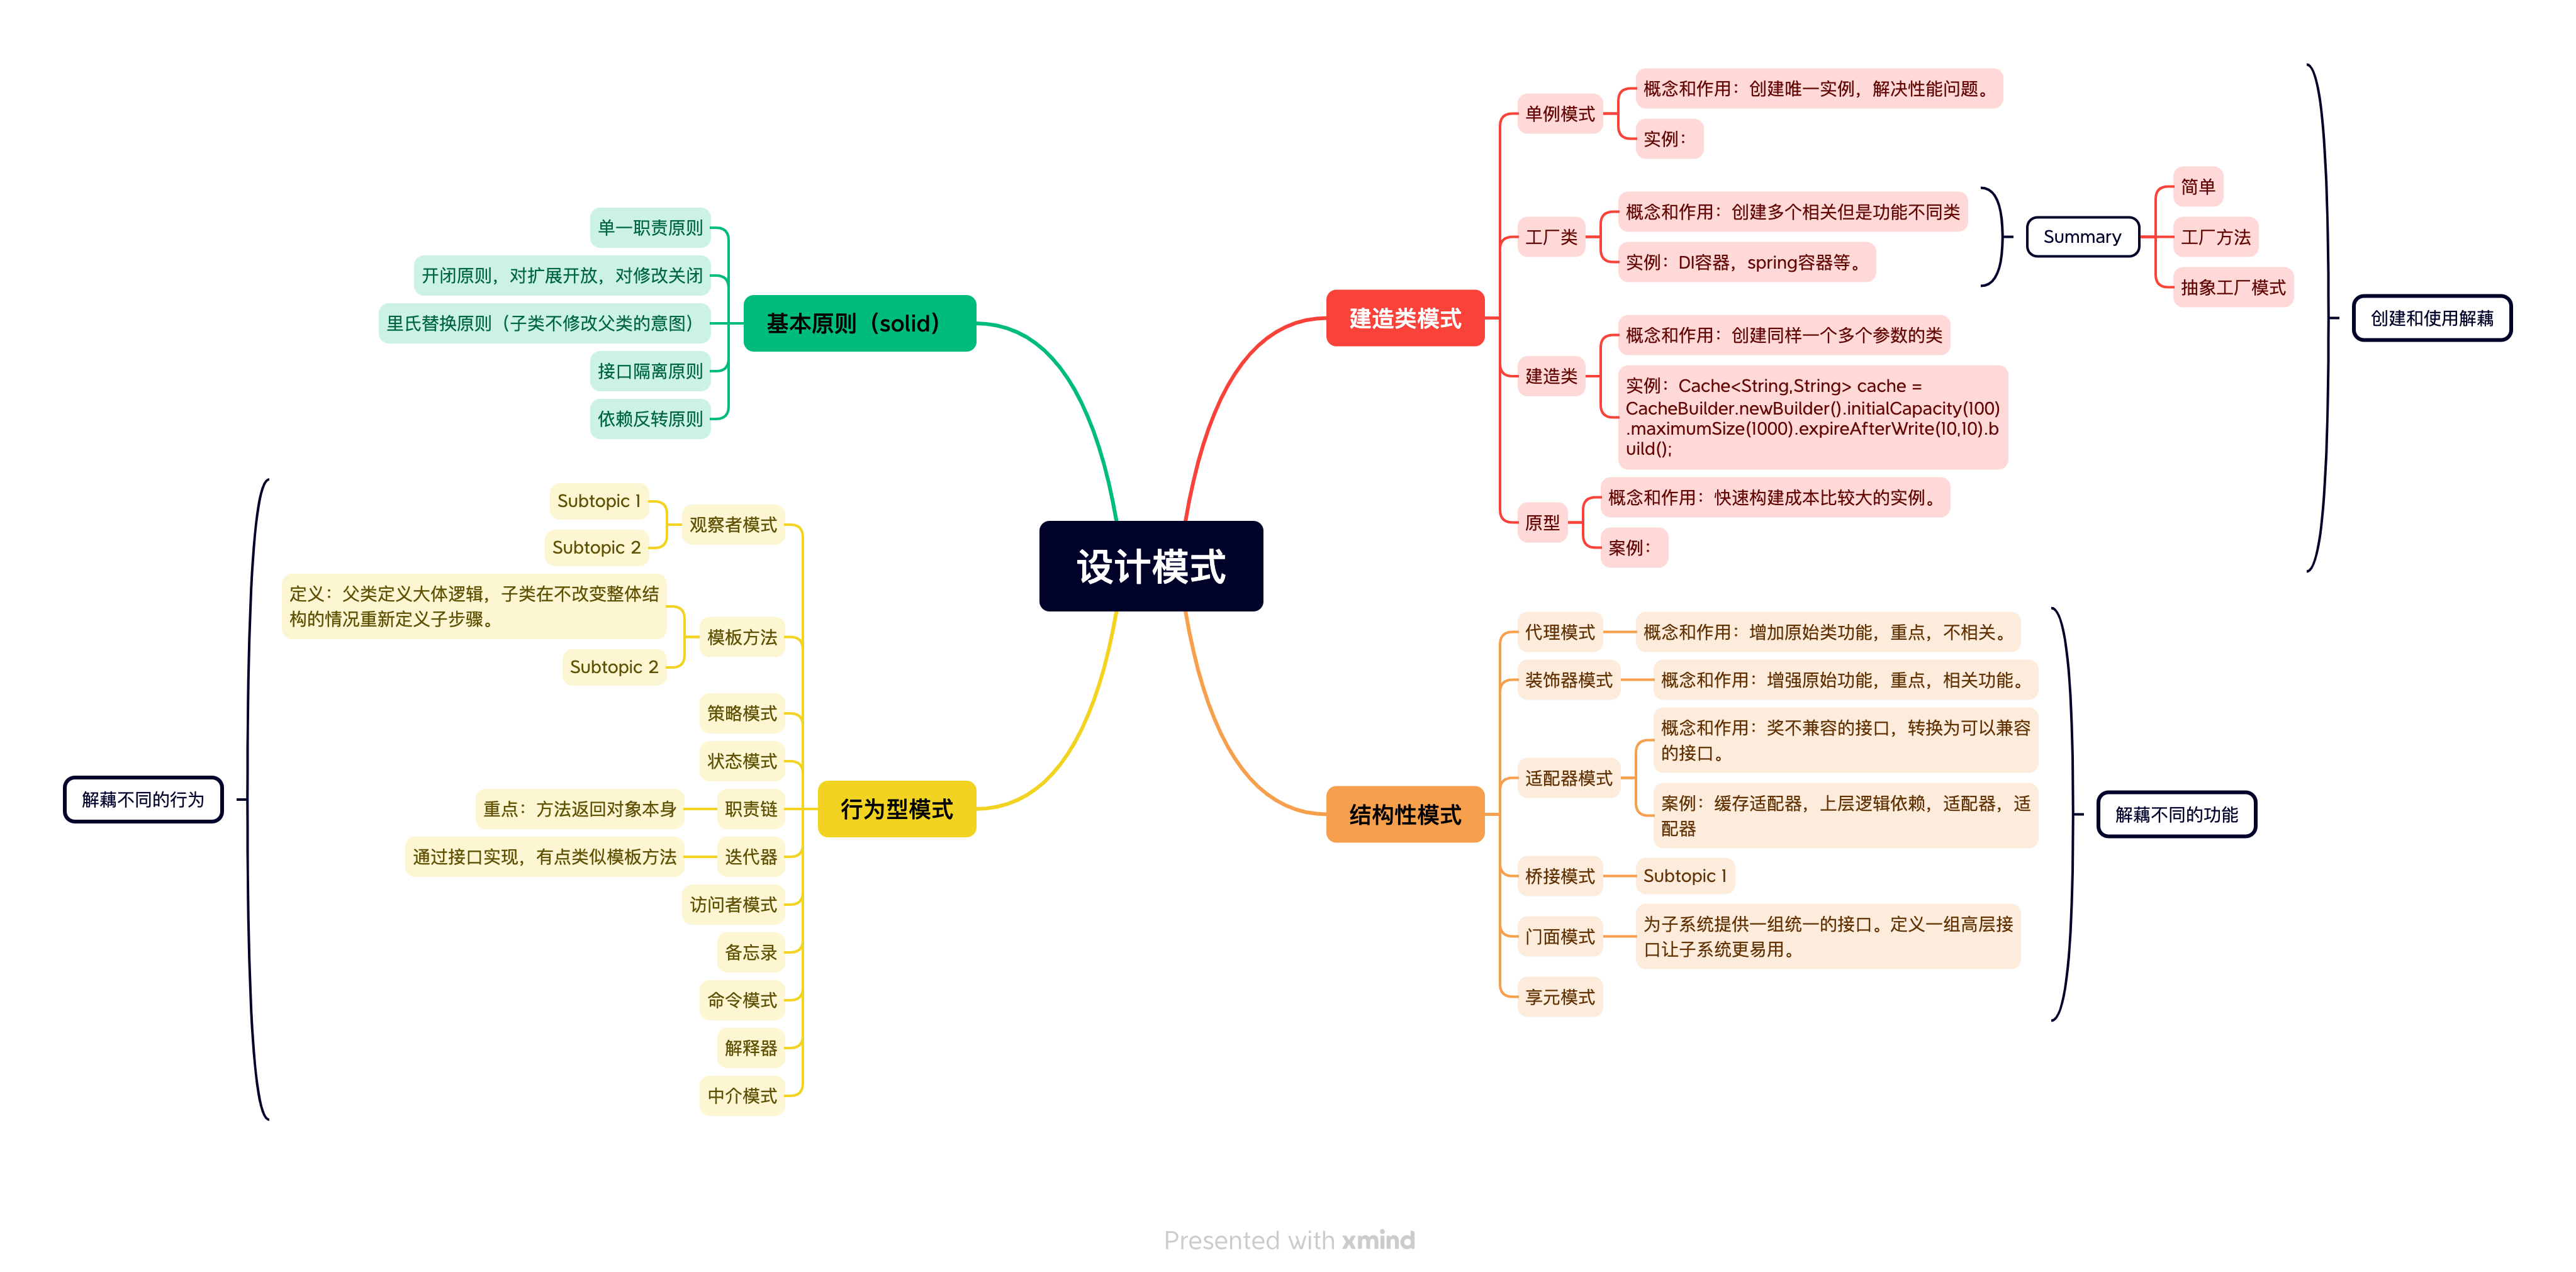 设计模式
基本原则（solid）
单一职责原则
开闭原则，对扩展开放，对修改关闭
里氏替换原则（子类不修改父类的意图）
接口隔离原则
依赖反转原则
建造类模式
单例模式
概念和作用：创建唯一实例，解决性能问题。
实例：
工厂类
概念和作用：创建多个相关但是功能不同类
实例：DI容器，spring容器等。
Summary
简单
工厂方法
抽象工厂模式
建造类
概念和作用：创建同样一个多个参数的类
实例：Cache<String,String> cache =
CacheBuilder.newBuilder().initialCapacity(100)
.maximumSize(1000).expireAfterWrite(10,10).b
uild();
原型
概念和作用：快速构建成本比较大的实例。
案例：
创建和使用解藕
行为型模式
观察者模式
Subtopic 1
Subtopic 2
模板方法
定义：父类定义大体逻辑，子类在不改变整体结
构的情况重新定义子步骤。
Subtopic 2
策略模式
状态模式
职责链
重点：方法返回对象本身
迭代器
通过接口实现，有点类似模板方法
访问者模式
备忘录
命令模式
解释器
中介模式
解藕不同的行为
结构性模式
代理模式
概念和作用：增加原始类功能，重点，不相关。
装饰器模式
概念和作用：增强原始功能，重点，相关功能。
适配器模式
概念和作用：奖不兼容的接口，转换为可以兼容
的接口。
案例：缓存适配器，上层逻辑依赖，适配器，适
配器
桥接模式
Subtopic 1
门面模式
为子系统提供一组统一的接口。定义一组高层接
口让子系统更易用。
享元模式
解藕不同的功能
Presented with xmind